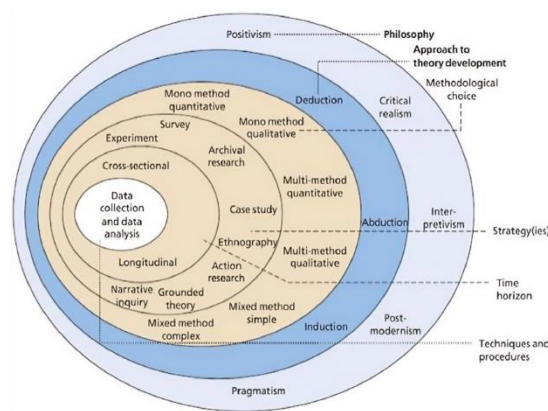 Positivism
Philosophy
Approach to
theory development
Mono method
quantitative
Deduction
Methodological
choice
Critical
realism
Mono method
qualitative
Survey
Experiment
Archival
research
Cross-sectional
Multi-method
quantitative
Data
collection
and data
analysis
Case study
Abduction
Inter-
pretivism
Strategy(ies)
Ethnography
Multi-method
qualitative
Longitudinal
Action
research
Time
horizon
Narrative
inquiry
Grounded
theory
Mixed method
simple
Mixed method
complex
Induction
Post-
modernism
Techniques and
procedures
Pragmatism